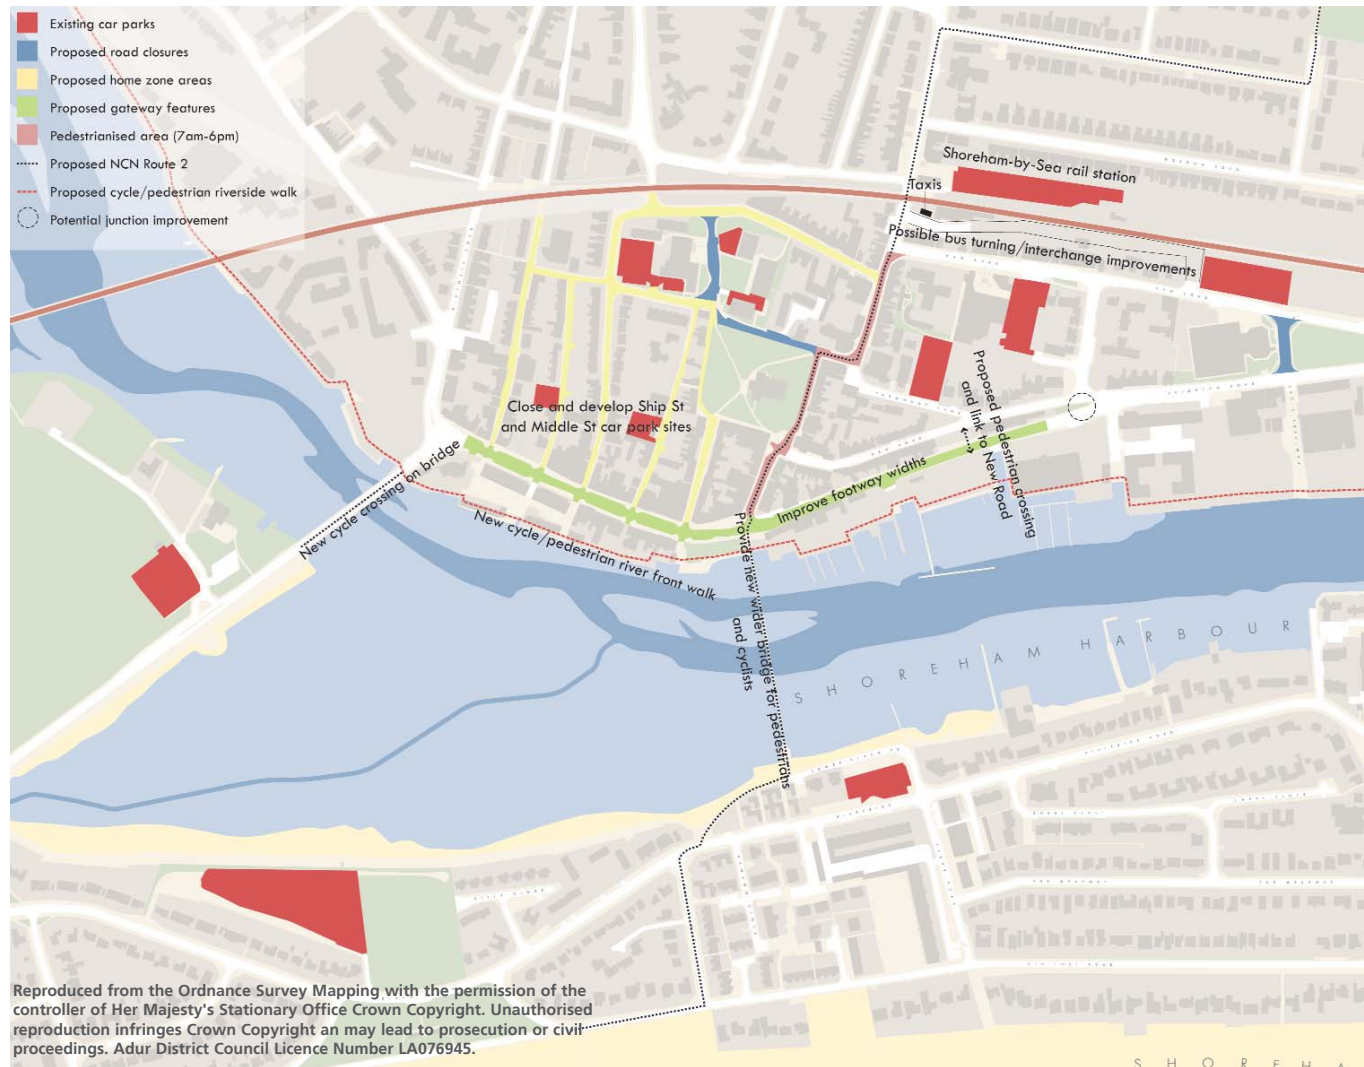 Existing car parks
Proposed road closures
Proposed home zone areas
Proposed gateway features
Pedestrianised area (7am-6pm)
Proposed NCN Route 2
Proposed cycle/pedestrian riverside walk
Potential junction improvement
Shoreham-by-Sea rail station
Taxis
Possible bus turning/interchange improvements
Close and develop Ship St
and Middle St car park sites
Proposed pedestrian crossing
and link to New Road
Improve footway widths
New cycle crossing on bridge
New cycle/pedestrian river front walk
Provide new wider bridge for pedestrians
and cyclists
SHOREHAM HARBOUR
Reproduced from the Ordnance Survey Mapping with the permission of the
controller of Her Majesty's Stationary Office Crown Copyright. Unauthorised
reproduction infringes Crown Copyright an may lead to prosecution or civil
proceedings. Adur District Council Licence Number LA076945.